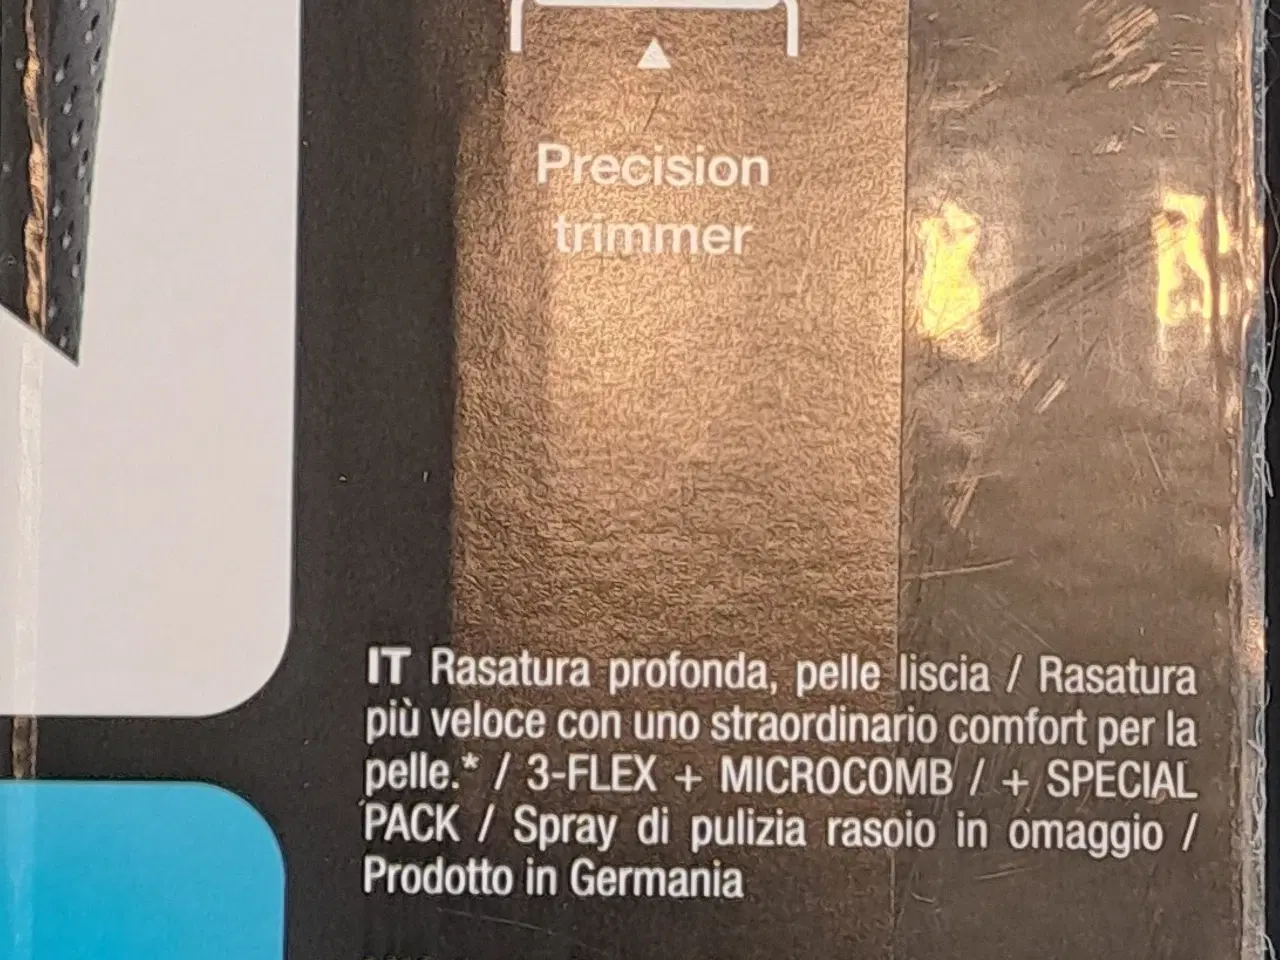 Precision
trimmer
IT Rasatura profonda, pelle liscia / Rasatura
più veloce con uno straordinario comfort per la
pelle.* / 3-FLEX + MICROCOMB / + SPECIAL
PACK / Spray di pulizia rasoio in omaggio /
Prodotto in Germania